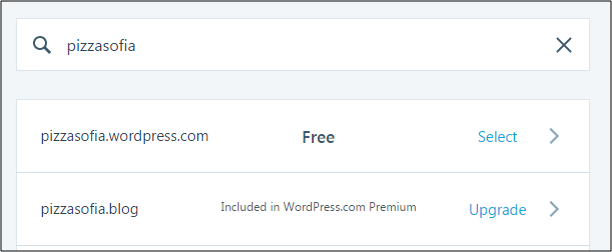 pizzasofia
pizzasofia.wordpress.com Free Select
pizzasofia.blog Included in WordPress.com Premium Upgrade